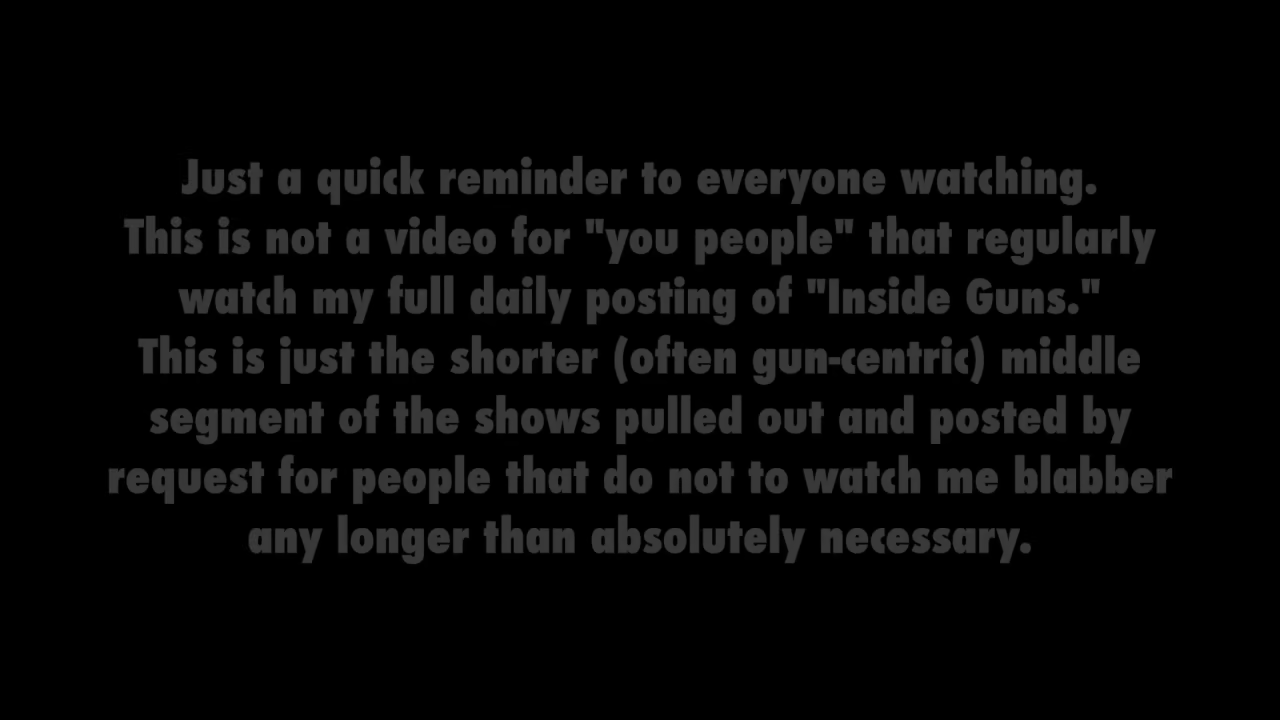 Just a quick reminder to everyone watching.
This is not a video for "you people" that regularly
watch my full daily posting of "Inside Guns."
This is just the shorter (often gun-centric) middle
segment of the shows pulled out and posted by
request for people that do not to watch me blabber
any longer than absolutely necessary.